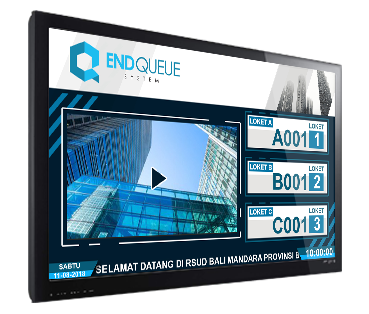 ENDQUEUE
SYSTEM
LOKET A
LOKET
A001 1
LOKET B
LOKET
B001 2
LOKET C
LOKET
C001 3
SABTU
11-08-2018
SELAMAT DATANG DI RSUD BALI MANDARA PROVINSI B
10:00:00